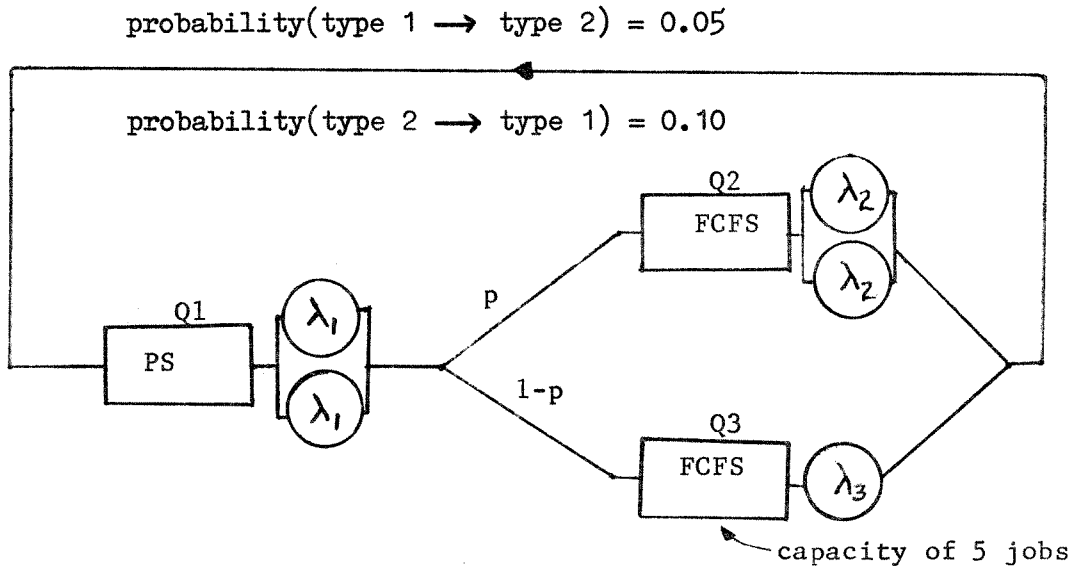 probability(type 1 → type 2) = 0.05
probability(type 2 → type 1) = 0.10
Q2
FCFS
λ₂
λ₂
p
Q1
PS
λ₁
λ₁
1-p
Q3
FCFS
λ₃
capacity of 5 jobs